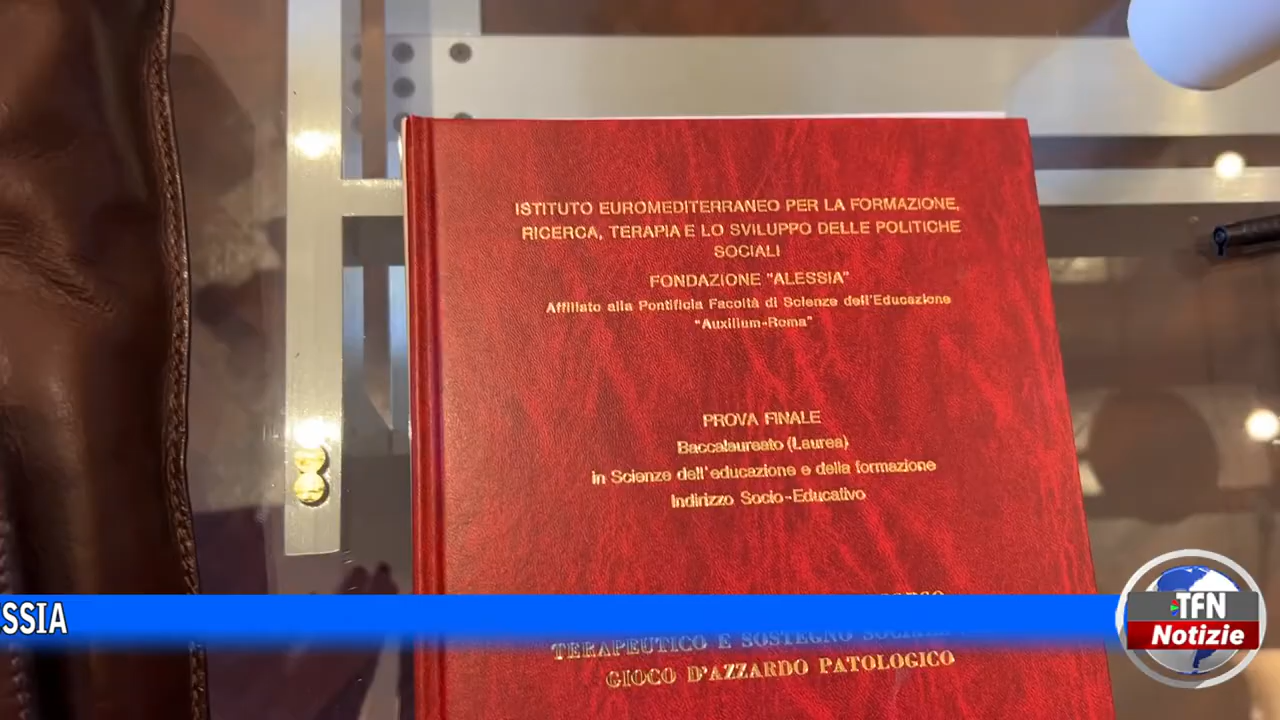 ISTITUTO EUROMEDITERRANEO PER LA FORMAZIONE,
RICERCA, TERAPIA E LO SVILUPPO DELLE POLITICHE
SOCIALI
FONDAZIONE "ALESSIA"
Affiliato alla Pontificia Facoltà di Scienze dell'Educazione
"Auxilium-Roma"
PROVA FINALE
Baccalaureato (Laurea)
in Scienze dell'educazione e della formazione
Indirizzo Socio-Educativo
SSIA
TERAPEUTICO E SOSTEGNO
GIOCO D'AZZARDO PATOLOGICO
TFN
Notizie